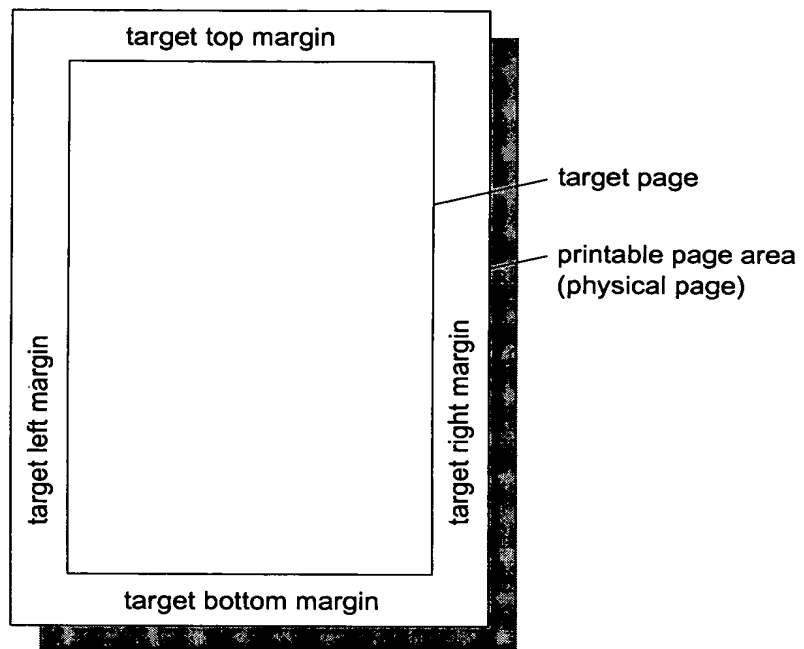 target top margin
target page
printable page area
(physical page)
target left margin
target right margin
target bottom margin